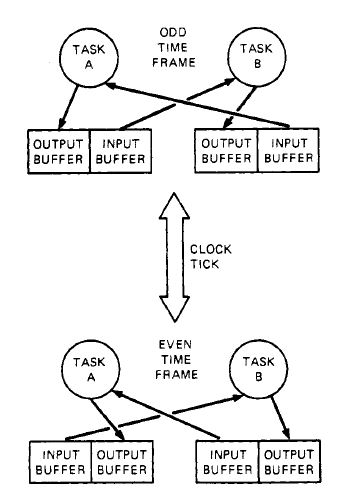 ODD
TIME
FRAME
TASK
A
TASK
B
OUTPUT
BUFFER
INPUT
BUFFER
OUTPUT
BUFFER
INPUT
BUFFER
CLOCK
TICK
EVEN
TIME
FRAME
TASK
A
TASK
B
INPUT
BUFFER
OUTPUT
BUFFER
INPUT
BUFFER
OUTPUT
BUFFER